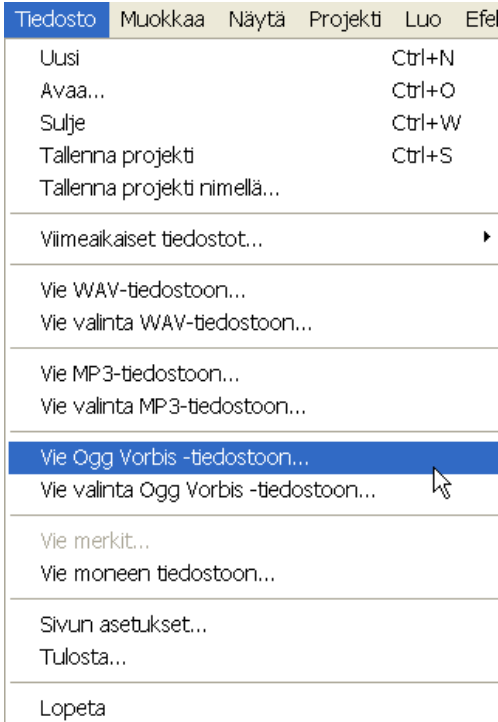 Tiedosto Muokkaa Näytä Projekti Luo Efel
Uusi Ctrl+N
Avaa... Ctrl+O
Sulje Ctrl+W
Tallenna projekti Ctrl+S
Tallenna projekti nimellä...
Viimeaikaiset tiedostot...
Vie WAV-tiedostoon...
Vie valinta WAV-tiedostoon...
Vie MP3-tiedostoon...
Vie valinta MP3-tiedostoon...
Vie Ogg Vorbis -tiedostoon...
Vie valinta Ogg Vorbis -tiedostoon...
Vie merkit...
Vie moneen tiedostoon...
Sivun asetukset...
Tulosta...
Lopeta